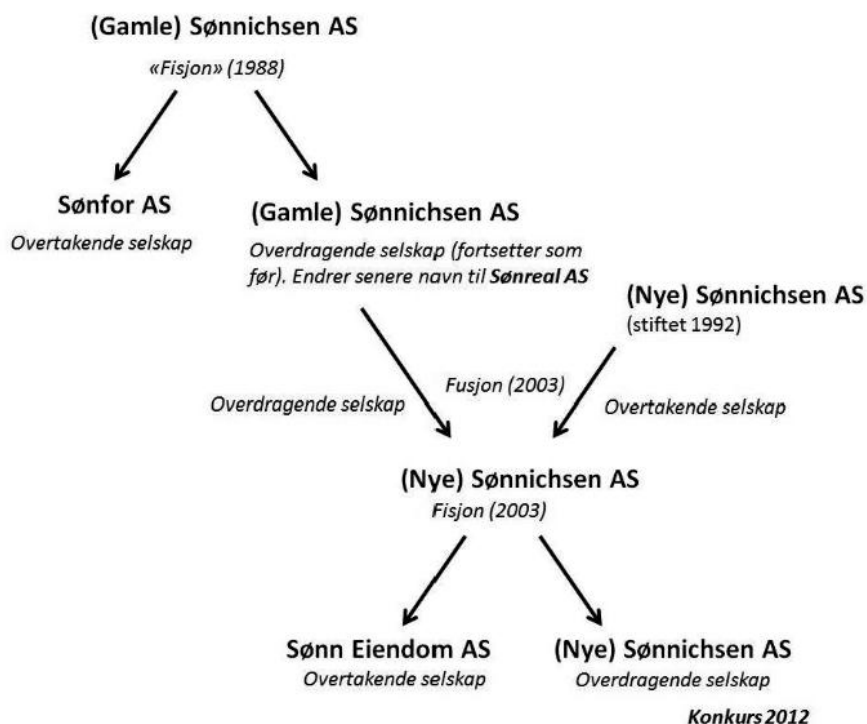 (Gamle) Sønnichsen AS
«Fisjon» (1988)
Sønfor AS
Overtakende selskap
(Gamle) Sønnichsen AS
Overdragende selskap (fortsetter som
før). Endrer senere navn til Sønreal AS
(Nye) Sønnichsen AS
(stiftet 1992)
Fusjon (2003)
Overdragende selskap
Overtakende selskap
(Nye) Sønnichsen AS
Fisjon (2003)
Sønn Eiendom AS
Overtakende selskap
(Nye) Sønnichsen AS
Overdragende selskap
Konkurs 2012